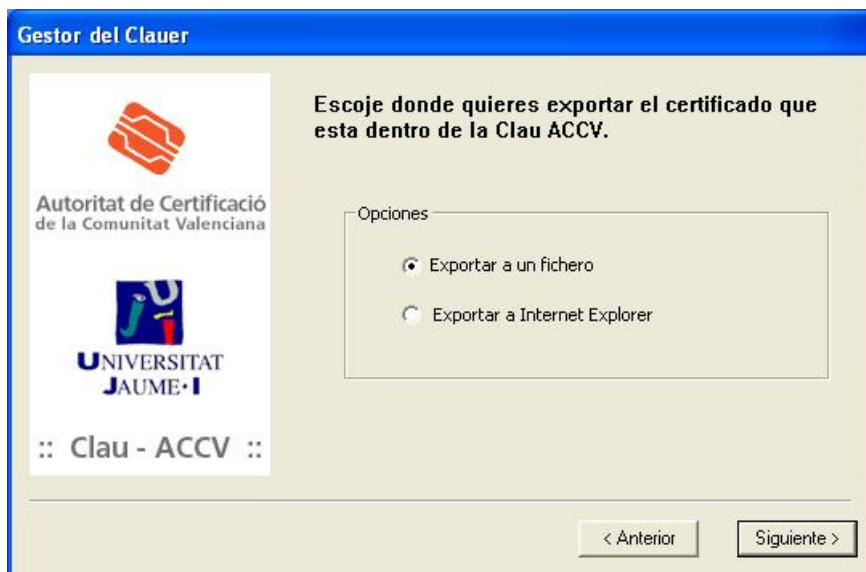 Gestor del Clauer
Autoritat de Certificació
de la Comunitat Valenciana
UNIVERSITAT
JAUME·I
:: Clau - ACCV ::
Escoje donde quieres exportar el certificado que
esta dentro de la Clau ACCV.
Opciones
Exportar a un fichero
Exportar a Internet Explorer
< Anterior
Siguiente >